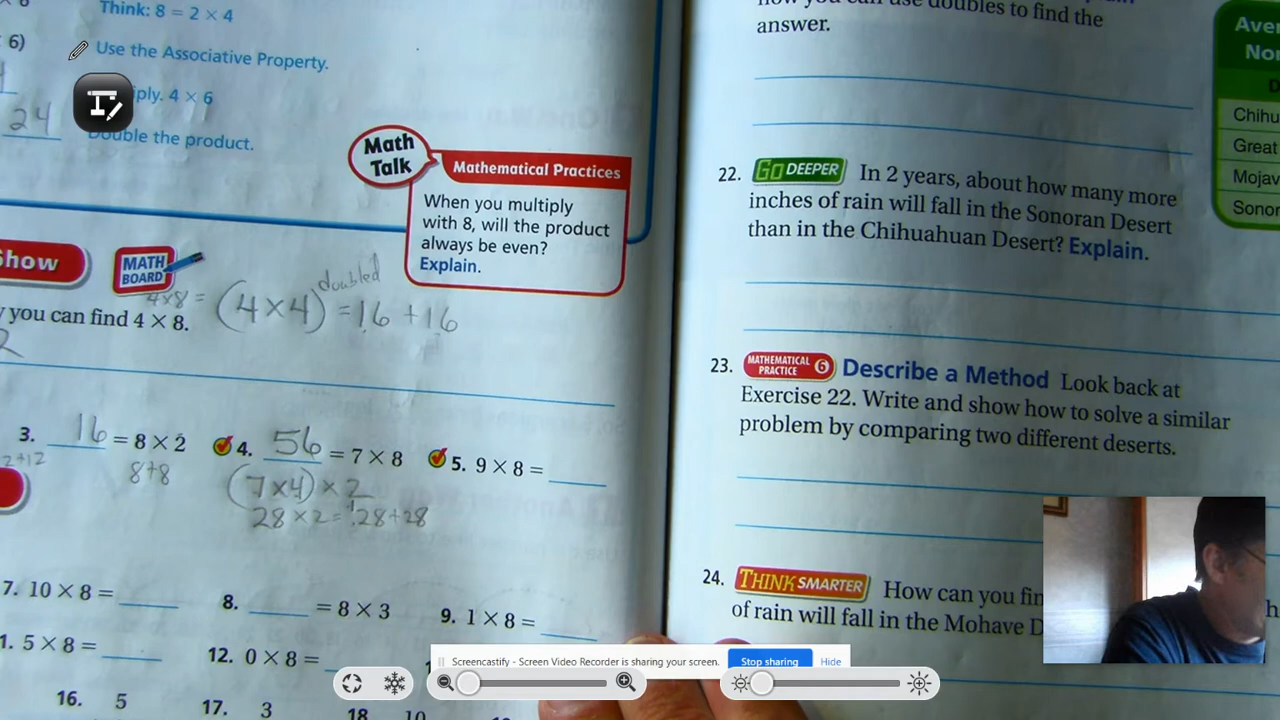 Think: 8 = 2 × 4
6)
Use the Associative Property.
ply. 4 × 6
24
Double the product.
Math
Talk
Mathematical Practices
When you multiply
with 8, will the product
always be even?
Explain.
Show
MATH
BOARD
4×8 = (4×4) doubled = 16 + 16
you can find 4 × 8.
3. 16 = 8 × 2
8+8
4. 56 = 7 × 8
(7×4) × 2
28 × 2 = 28+28
5. 9 × 8 =
7. 10 × 8 =
8. = 8 × 3
9. 1 × 8 =
1. 5 × 8 =
12. 0 × 8 =
16. 5
17. 3
18 10
you can use doubles to find the
answer.
22. GO DEEPER In 2 years, about how many more
inches of rain will fall in the Sonoran Desert
than in the Chihuahuan Desert? Explain.
23. MATHEMATICAL PRACTICE 6 Describe a Method Look back at
Exercise 22. Write and show how to solve a similar
problem by comparing two different deserts.
24. THINK SMARTER How can you fin
of rain will fall in the Mohave D
Aver
Nor
D
Chihu
Great
Mojav
Sonor
Screencastify - Screen Video Recorder is sharing your screen.
Stop sharing
Hide